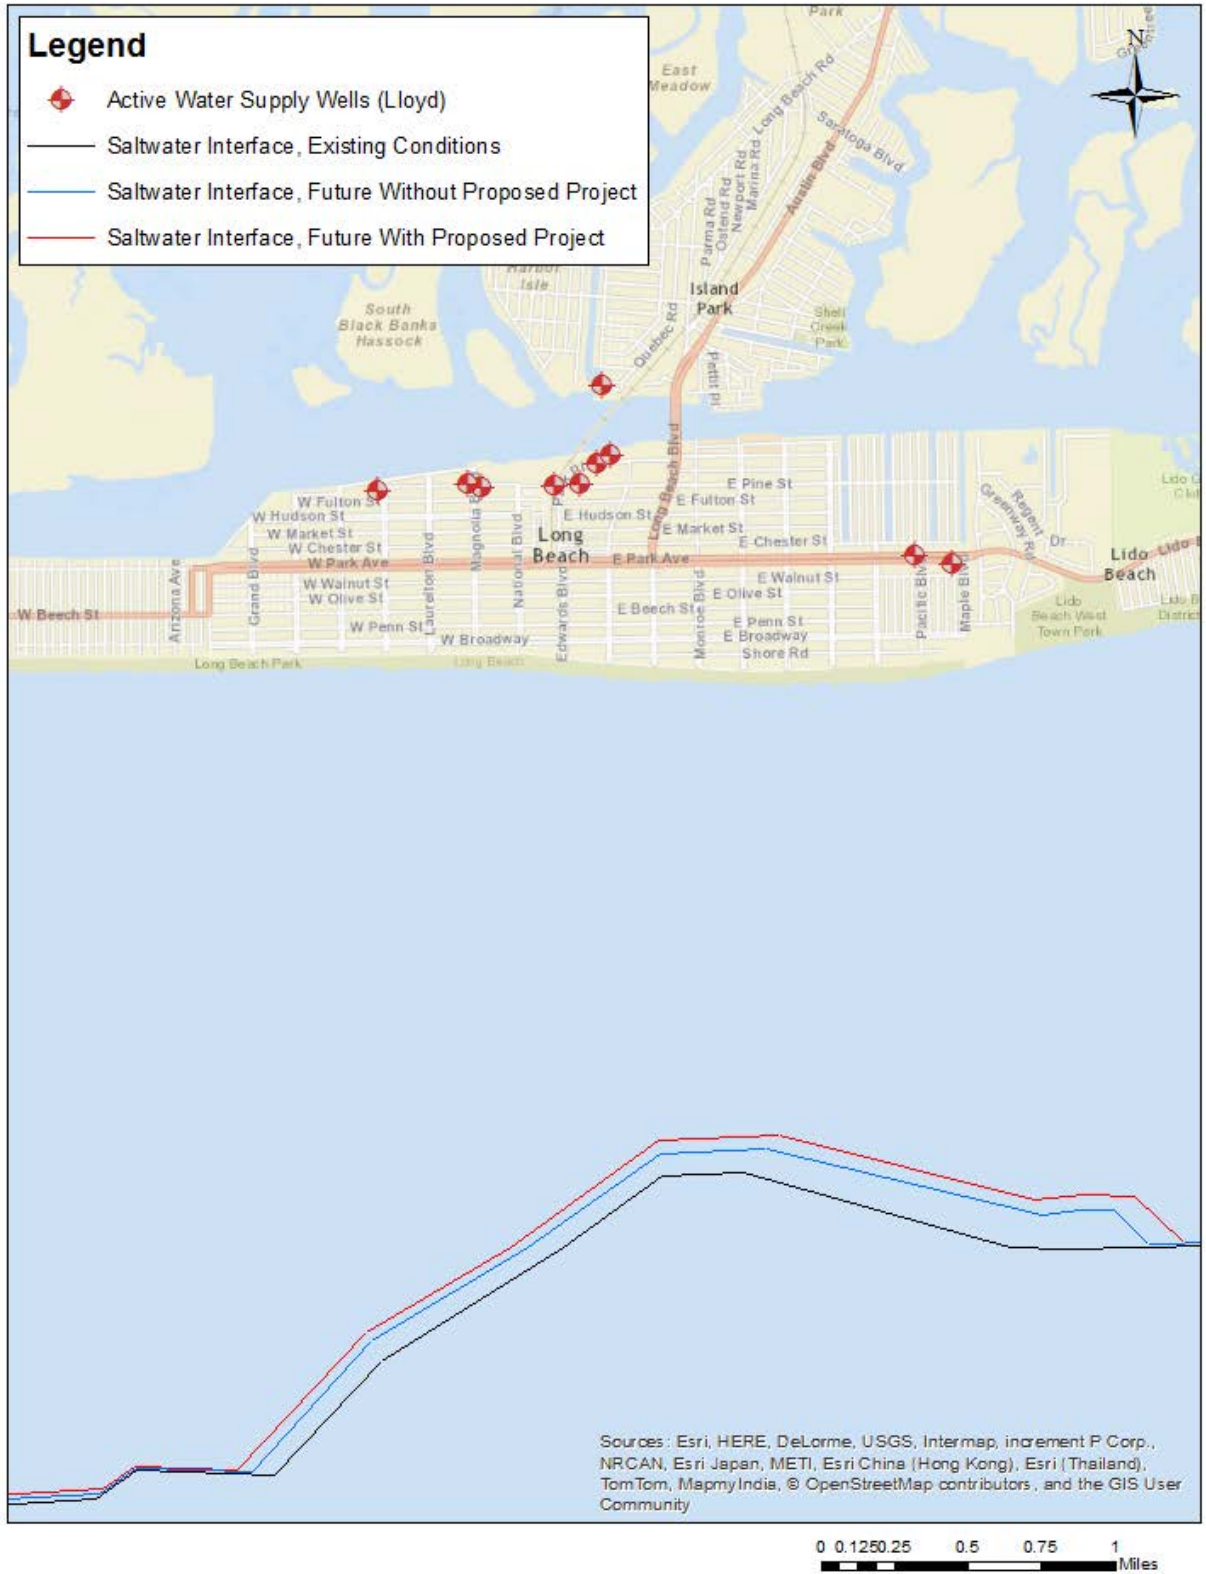 Legend
Active Water Supply Wells (Lloyd)
Saltwater Interface, Existing Conditions
Saltwater Interface, Future Without Proposed Project
Saltwater Interface, Future With Proposed Project
N
Park
East
Meadow
Long Beach Rd
Saratoga Blvd
Austin Blvd
Newport Rd
Marina Rd
Ostend Rd
Parma Rd
Harbor
Isle
Island
Park
South
Black Banks
Hassock
Shell
Creek
Park
Quebec Rd
Pettit Pl
Long Beach Blvd
E Pine St
E Fulton St
W Fulton St
W Hudson St
E Hudson St
W Market St
E Market St
W Chester St
E Chester St
Long
Beach
W Park Ave
E Park Ave
Regent
Dr
Greenway Rd
Lido
Beach
W Walnut St
E Walnut St
W Olive St
E Olive St
W Beech St
E Beech St
Arizona Ave
Grand Blvd
Laurelton Blvd
National Blvd
Edwards Blvd
Monroe Blvd
Maple Blvd
W Penn St
E Penn St
W Broadway
E Broadway
Shore Rd
Lido
Beach West
Town Park
Long Beach Park
Long Beach
Sources: Esri, HERE, DeLorme, USGS, Intermap, increment P Corp.,
NRCAN, Esri Japan, METI, Esri China (Hong Kong), Esri (Thailand),
TomTom, MapmyIndia, © OpenStreetMap contributors, and the GIS User
Community
0 0.125 0.25 0.5 0.75 1
Miles